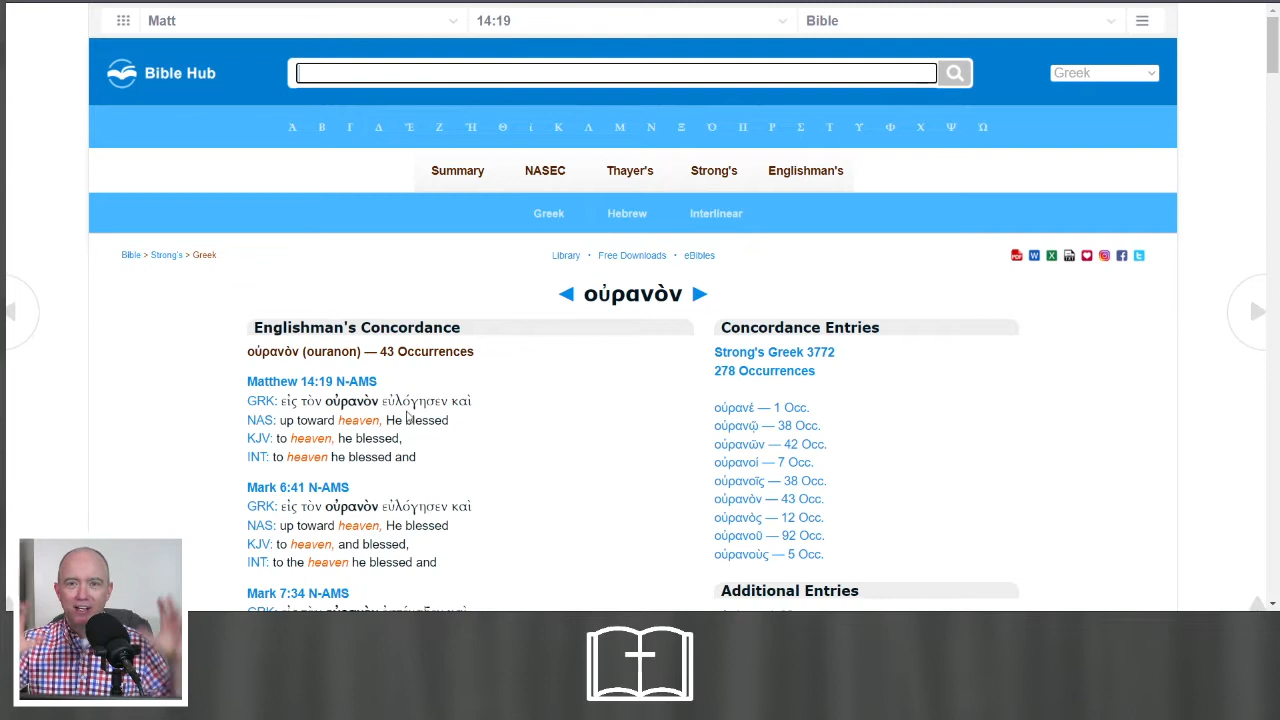 Matt 14:19 Bible
Bible Hub Greek
Ἀ Β Γ Δ Ἐ Ζ Ἡ Θ Ἰ Κ Λ Μ Ν Ξ Ὀ Π Ρ Σ Τ Υ Φ Χ Ψ Ω
Summary NASEC Thayer's Strong's Englishman's
Greek Hebrew Interlinear
Bible > Strong's > Greek
Library • Free Downloads • eBibles
◄ οὐρανὸν ►
Englishman's Concordance
οὐρανὸν (ouranon) — 43 Occurrences
Matthew 14:19 N-AMS
GRK: εἰς τὸν οὐρανὸν εὐλόγησεν καὶ
NAS: up toward heaven, He blessed
KJV: to heaven, he blessed,
INT: to heaven he blessed and
Mark 6:41 N-AMS
GRK: εἰς τὸν οὐρανὸν εὐλόγησεν καὶ
NAS: up toward heaven, He blessed
KJV: to heaven, and blessed,
INT: to the heaven he blessed and
Mark 7:34 N-AMS
Concordance Entries
Strong's Greek 3772
278 Occurrences
οὐρανέ — 1 Occ.
οὐρανῷ — 38 Occ.
οὐρανῶν — 42 Occ.
οὐρανοί — 7 Occ.
οὐρανοῖς — 38 Occ.
οὐρανὸν — 43 Occ.
οὐρανὸς — 12 Occ.
οὐρανοῦ — 92 Occ.
οὐρανοὺς — 5 Occ.
Additional Entries